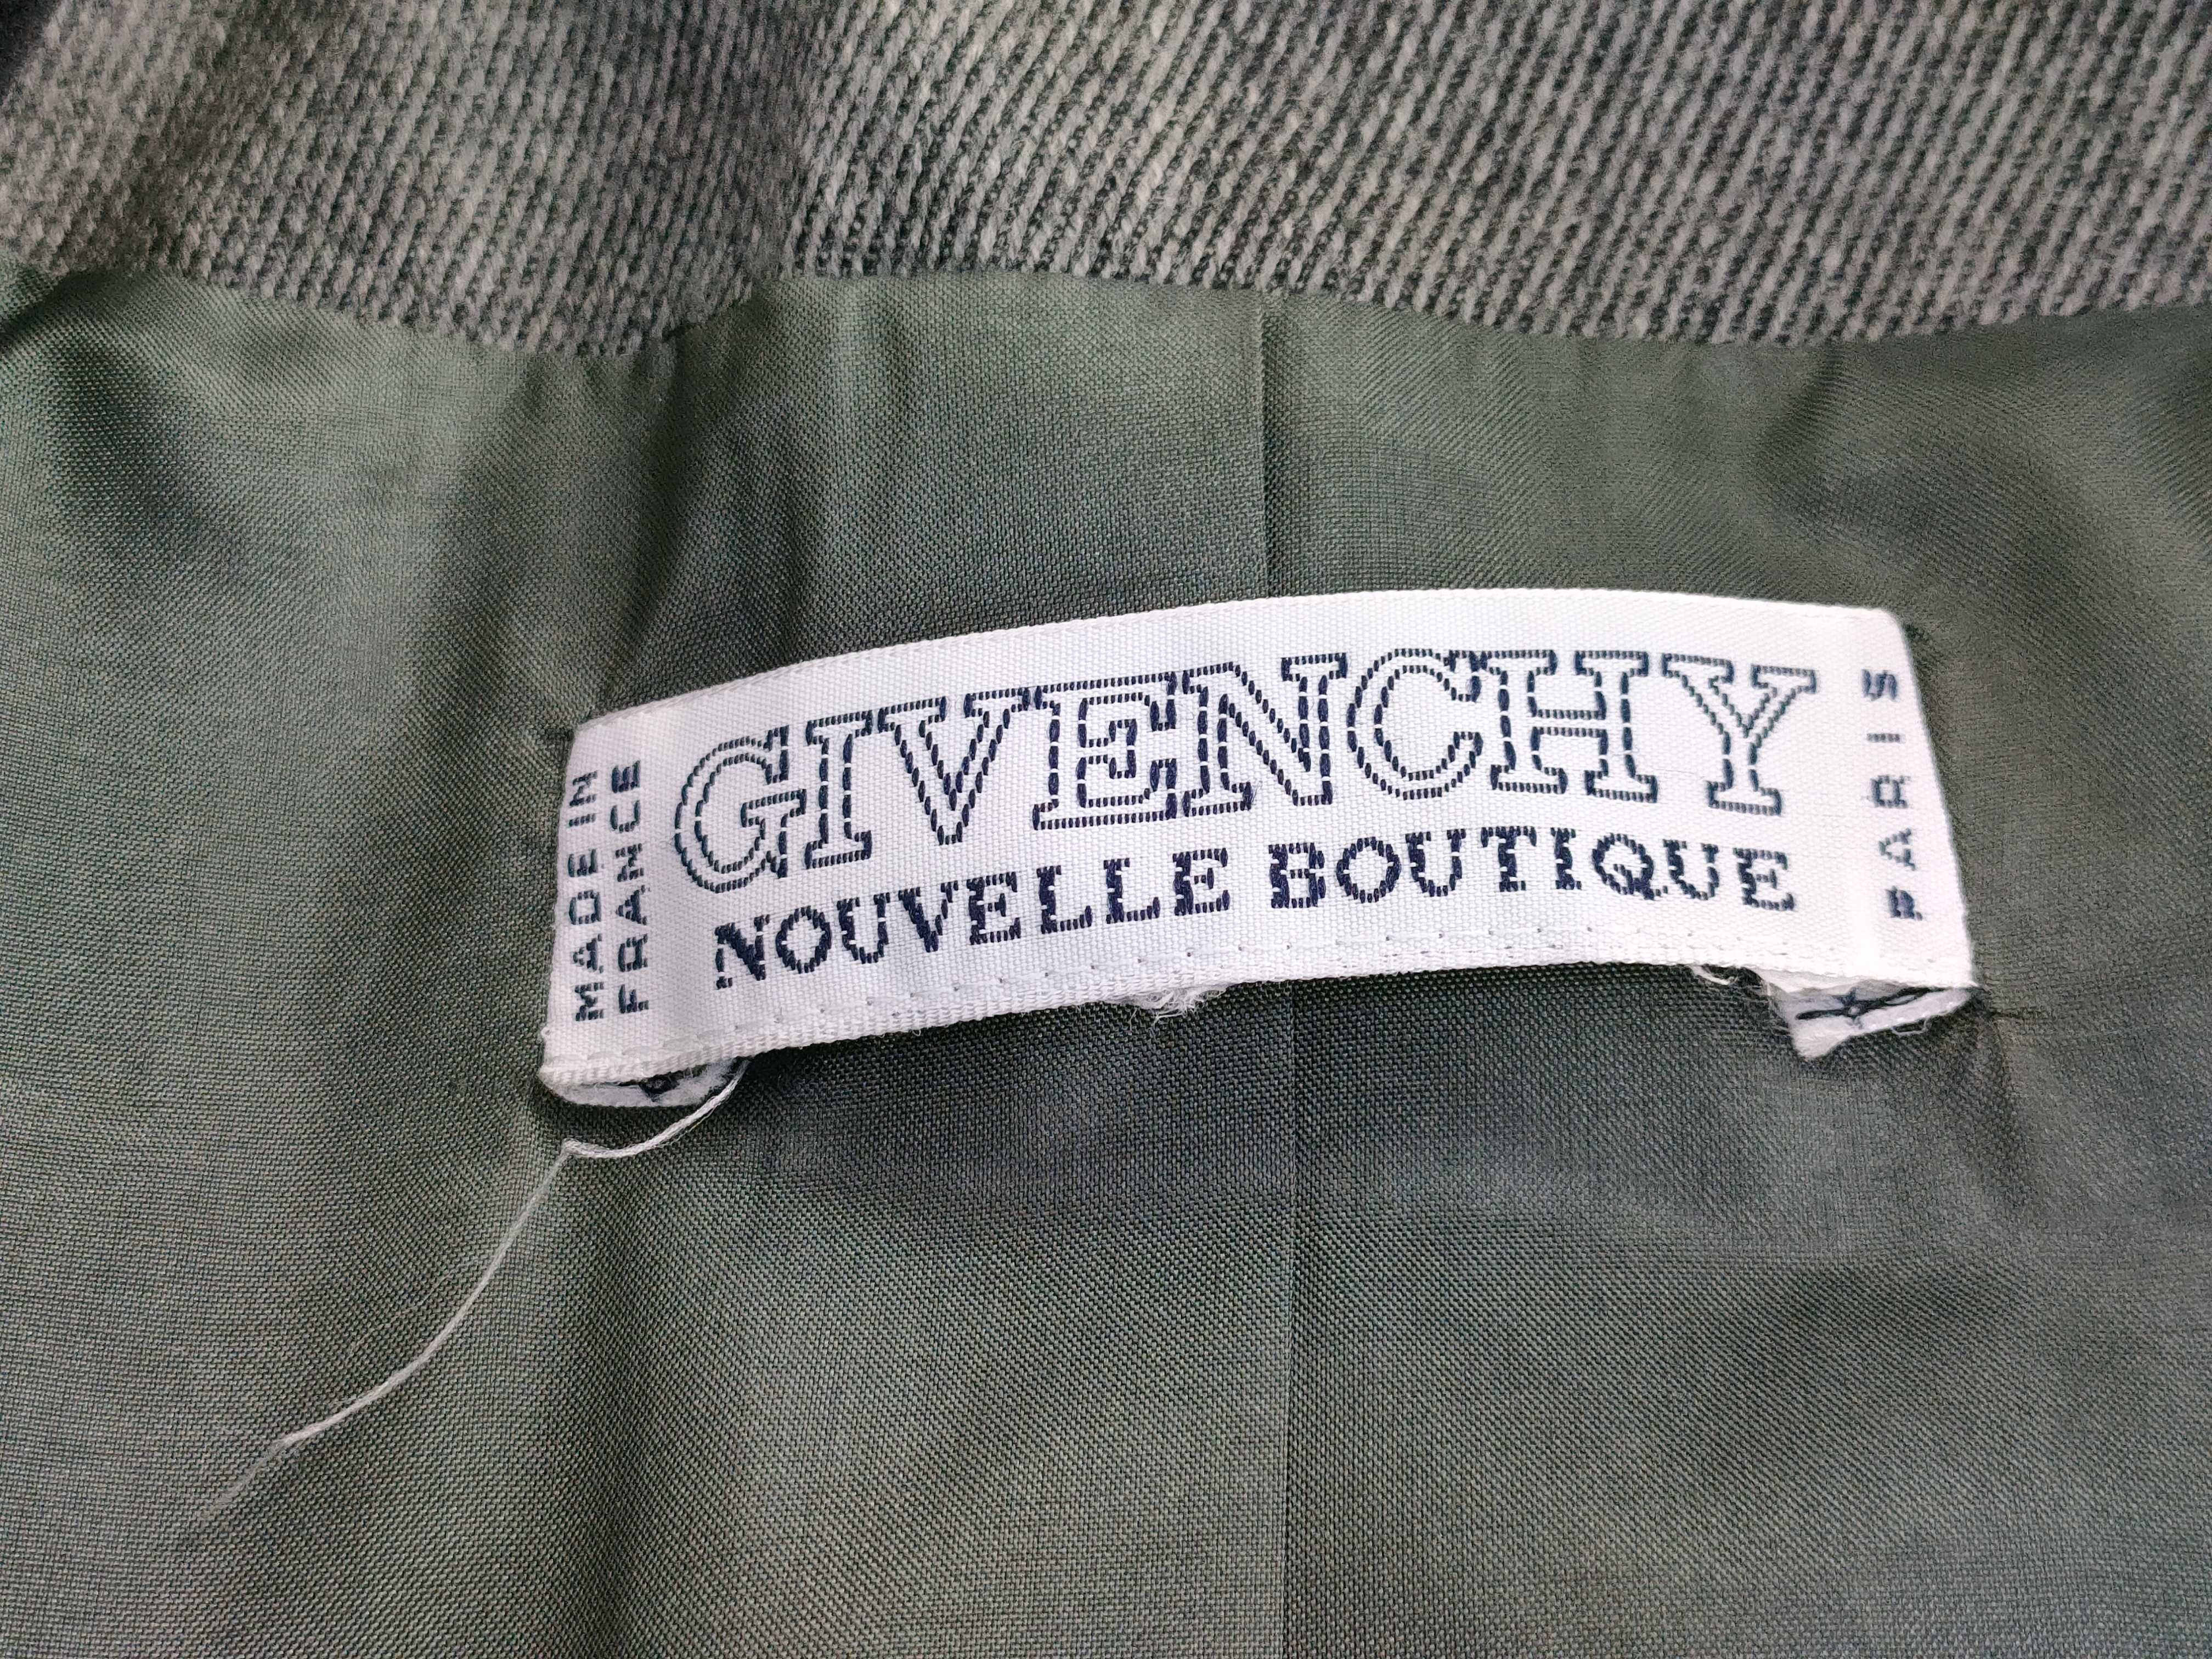 MADE IN
FRANCE
GIVENCHY
NOUVELLE BOUTIQUE
PARIS